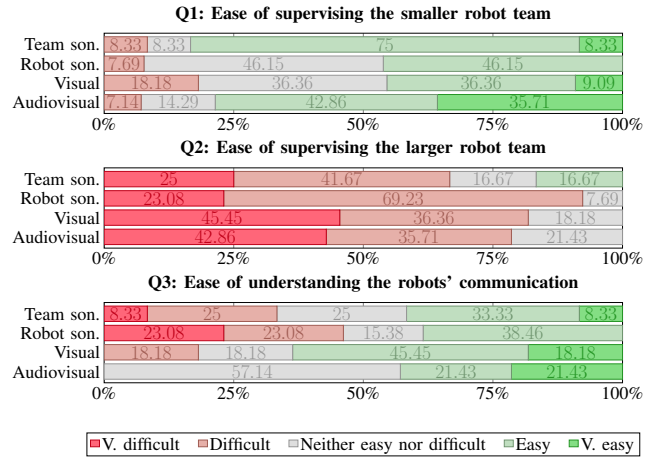 Q1: Ease of supervising the smaller robot team
Team son. 8.33 8.33 75 8.33
Robot son. 7.69 46.15 46.15
Visual 18.18 36.36 36.36 9.09
Audiovisual 7.14 14.29 42.86 35.71
0% 25% 50% 75% 100%
Q2: Ease of supervising the larger robot team
Team son. 25 41.67 16.67 16.67
Robot son. 23.08 69.23 7.69
Visual 45.45 36.36 18.18
Audiovisual 42.86 35.71 21.43
0% 25% 50% 75% 100%
Q3: Ease of understanding the robots' communication
Team son. 8.33 25 25 33.33 8.33
Robot son. 23.08 23.08 15.38 38.46
Visual 18.18 18.18 45.45 18.18
Audiovisual 57.14 21.43 21.43
0% 25% 50% 75% 100%
V. difficult Difficult Neither easy nor difficult Easy V. easy